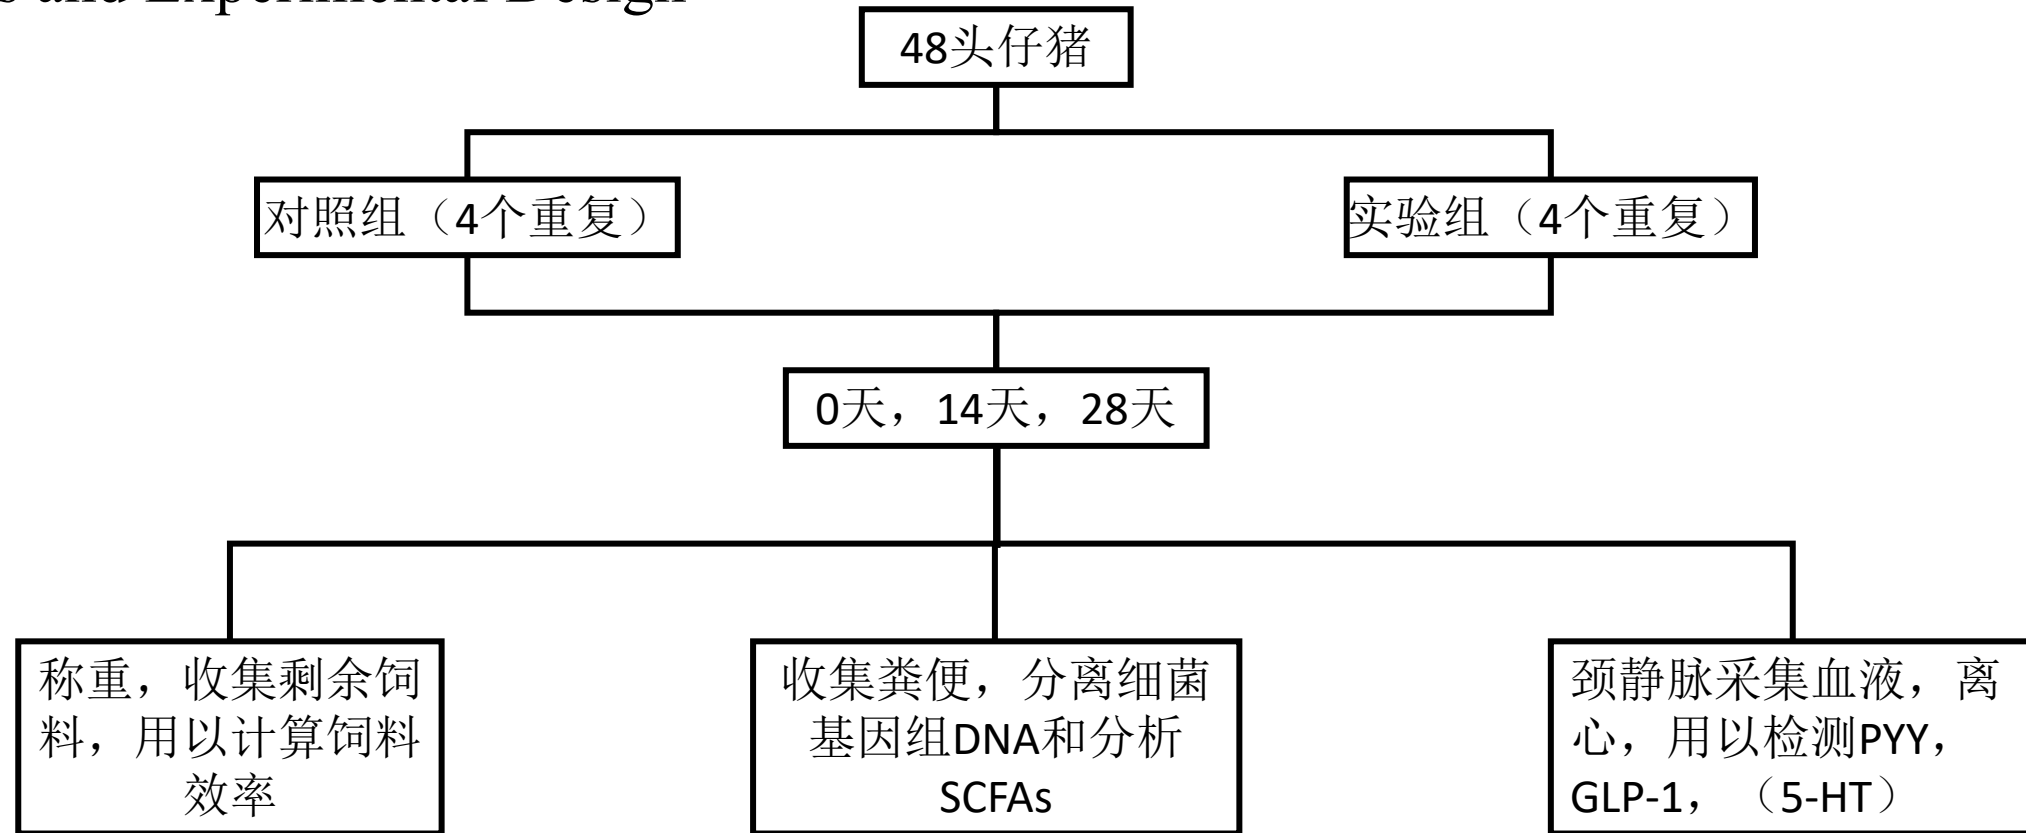 and Experimental Design
48头仔猪
对照组（4个重复）
实验组（4个重复）
0天，14天，28天
称重，收集剩余饲
料，用以计算饲料
效率
收集粪便，分离细菌
基因组DNA和分析
SCFAs
颈静脉采集血液，离
心，用以检测PYY，
GLP-1，（5-HT）